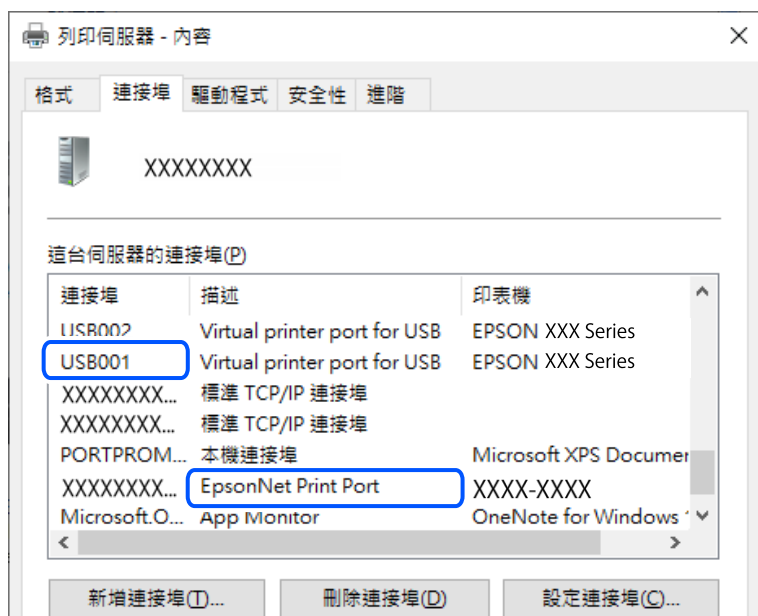 列印伺服器 - 內容
格式 連接埠 驅動程式 安全性 進階
XXXXXXXX
這台伺服器的連接埠(P)
連接埠 描述 印表機
USB002 Virtual printer port for USB EPSON XXX Series
USB001 Virtual printer port for USB EPSON XXX Series
XXXXXXXX... 標準 TCP/IP 連接埠
XXXXXXXX... 標準 TCP/IP 連接埠
PORTPROM... 本機連接埠 Microsoft XPS Documen
XXXXXXXX... EpsonNet Print Port XXXX-XXXX
Microsoft.O... App Monitor OneNote for Windows
新增連接埠(T)... 刪除連接埠(D) 設定連接埠(C)...